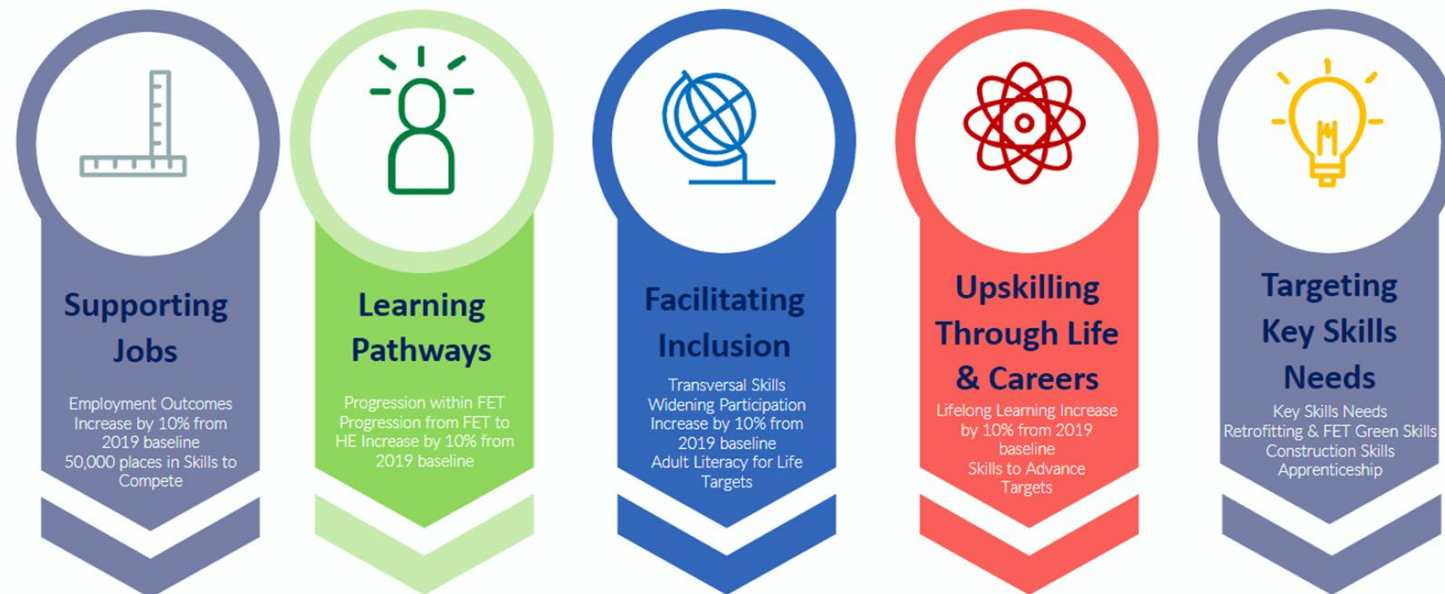 Supporting
Jobs
Employment Outcomes
Increase by 10% from
2019 baseline
50,000 places in Skills to
Compete
Learning
Pathways
Progression within FET
Progression from FET to
HE Increase by 10% from
2019 baseline
Facilitating
Inclusion
Transversal Skills
Widening Participation
Increase by 10% from
2019 baseline
Adult Literacy for Life
Targets
Upskilling
Through Life
& Careers
Lifelong Learning Increase
by 10% from 2019
baseline
Skills to Advance
Targets
Targeting
Key Skills
Needs
Key Skills Needs
Retrofitting & FET Green Skills
Construction Skills
Apprenticeship